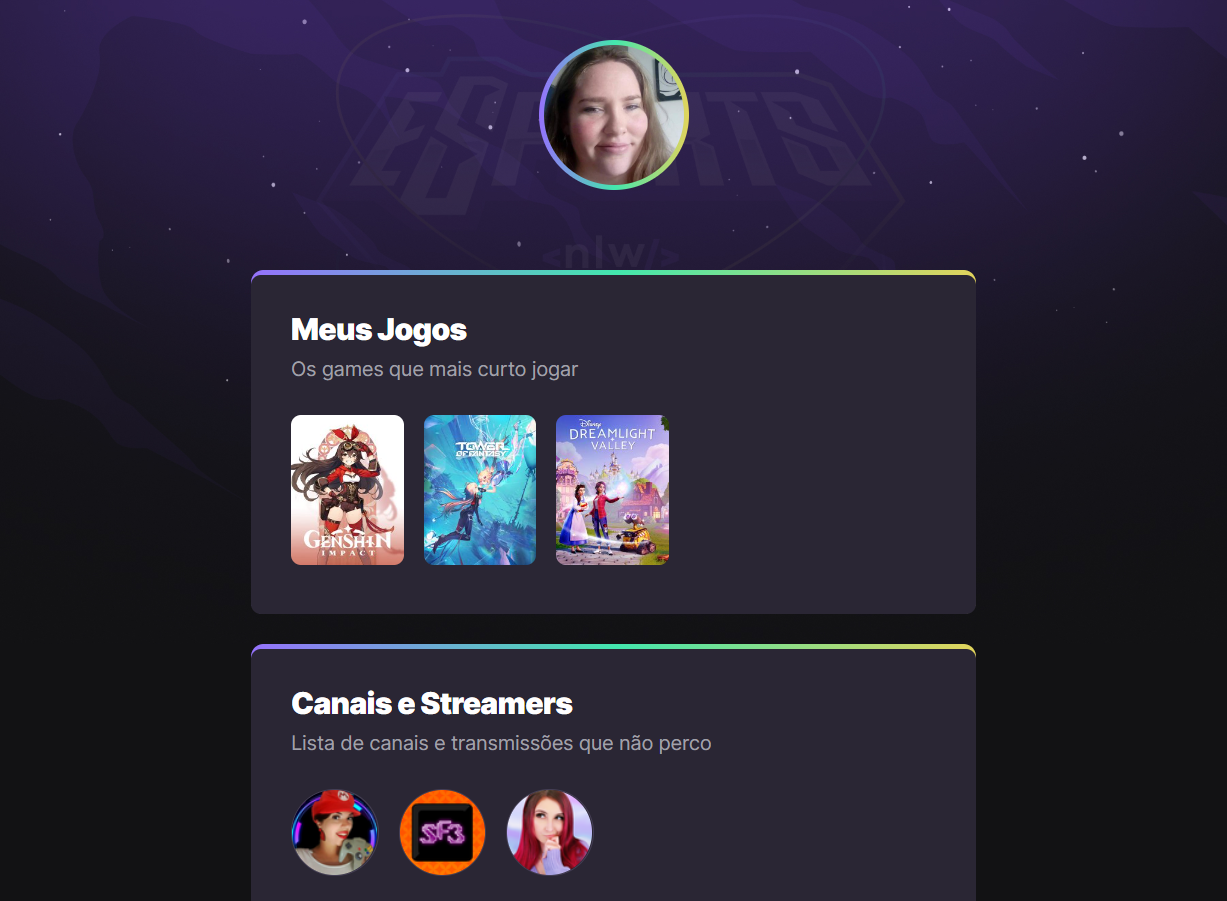 ESPORTS
<nlw/>
Meus Jogos
Os games que mais curto jogar
GENSHIN
IMPACT
TOWER
OF FANTASY
Disney
DREAMLIGHT
VALLEY
Canais e Streamers
Lista de canais e transmissões que não perco
M
SF3